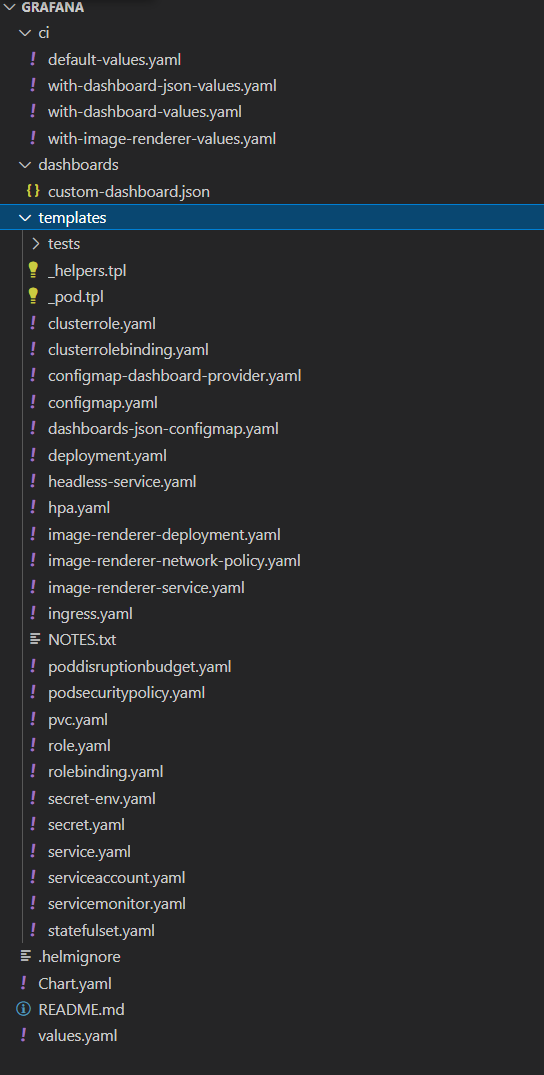 GRAFANA
ci
! default-values.yaml
! with-dashboard-json-values.yaml
! with-dashboard-values.yaml
! with-image-renderer-values.yaml
dashboards
{} custom-dashboard.json
templates
tests
_helpers.tpl
_pod.tpl
! clusterrole.yaml
! clusterrolebinding.yaml
! configmap-dashboard-provider.yaml
! configmap.yaml
! dashboards-json-configmap.yaml
! deployment.yaml
! headless-service.yaml
! hpa.yaml
! image-renderer-deployment.yaml
! image-renderer-network-policy.yaml
! image-renderer-service.yaml
! ingress.yaml
NOTES.txt
! poddisruptionbudget.yaml
! podsecuritypolicy.yaml
! pvc.yaml
! role.yaml
! rolebinding.yaml
! secret-env.yaml
! secret.yaml
! service.yaml
! serviceaccount.yaml
! servicemonitor.yaml
! statefulset.yaml
.helmignore
! Chart.yaml
README.md
! values.yaml